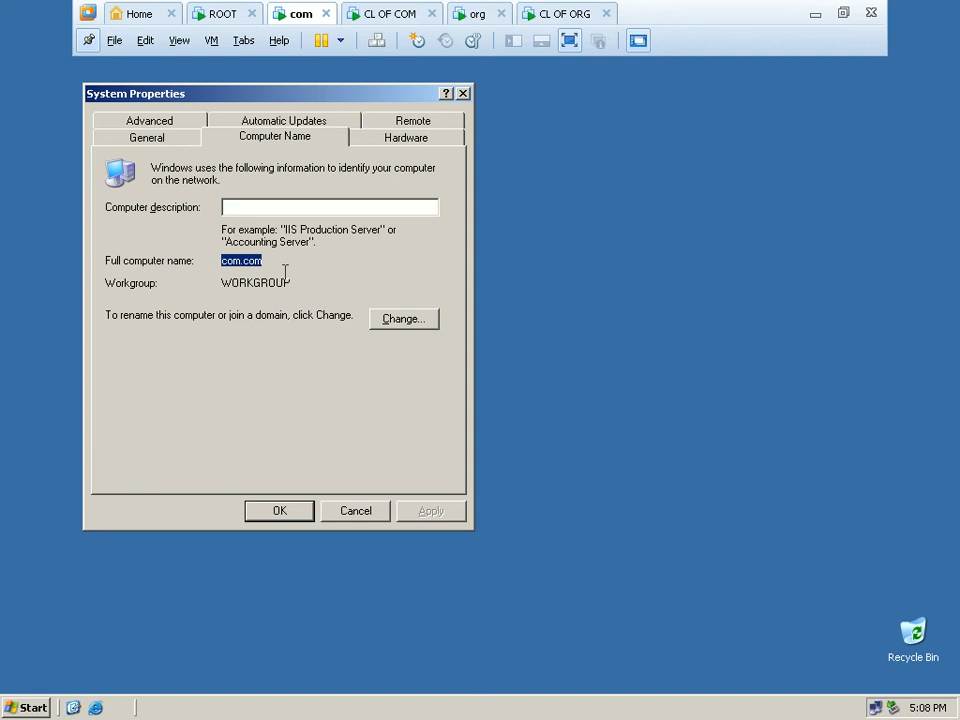 Home
ROOT
com
CL OF COM
org
CL OF ORG
File
Edit
View
VM
Tabs
Help
System Properties
Advanced
Automatic Updates
Remote
General
Computer Name
Hardware
Windows uses the following information to identify your computer
on the network.
Computer description:
For example: "IIS Production Server" or
"Accounting Server".
Full computer name:
com.com
Workgroup:
WORKGROUP
To rename this computer or join a domain, click Change.
Change...
OK
Cancel
Apply
Recycle Bin
Start
5:08 PM